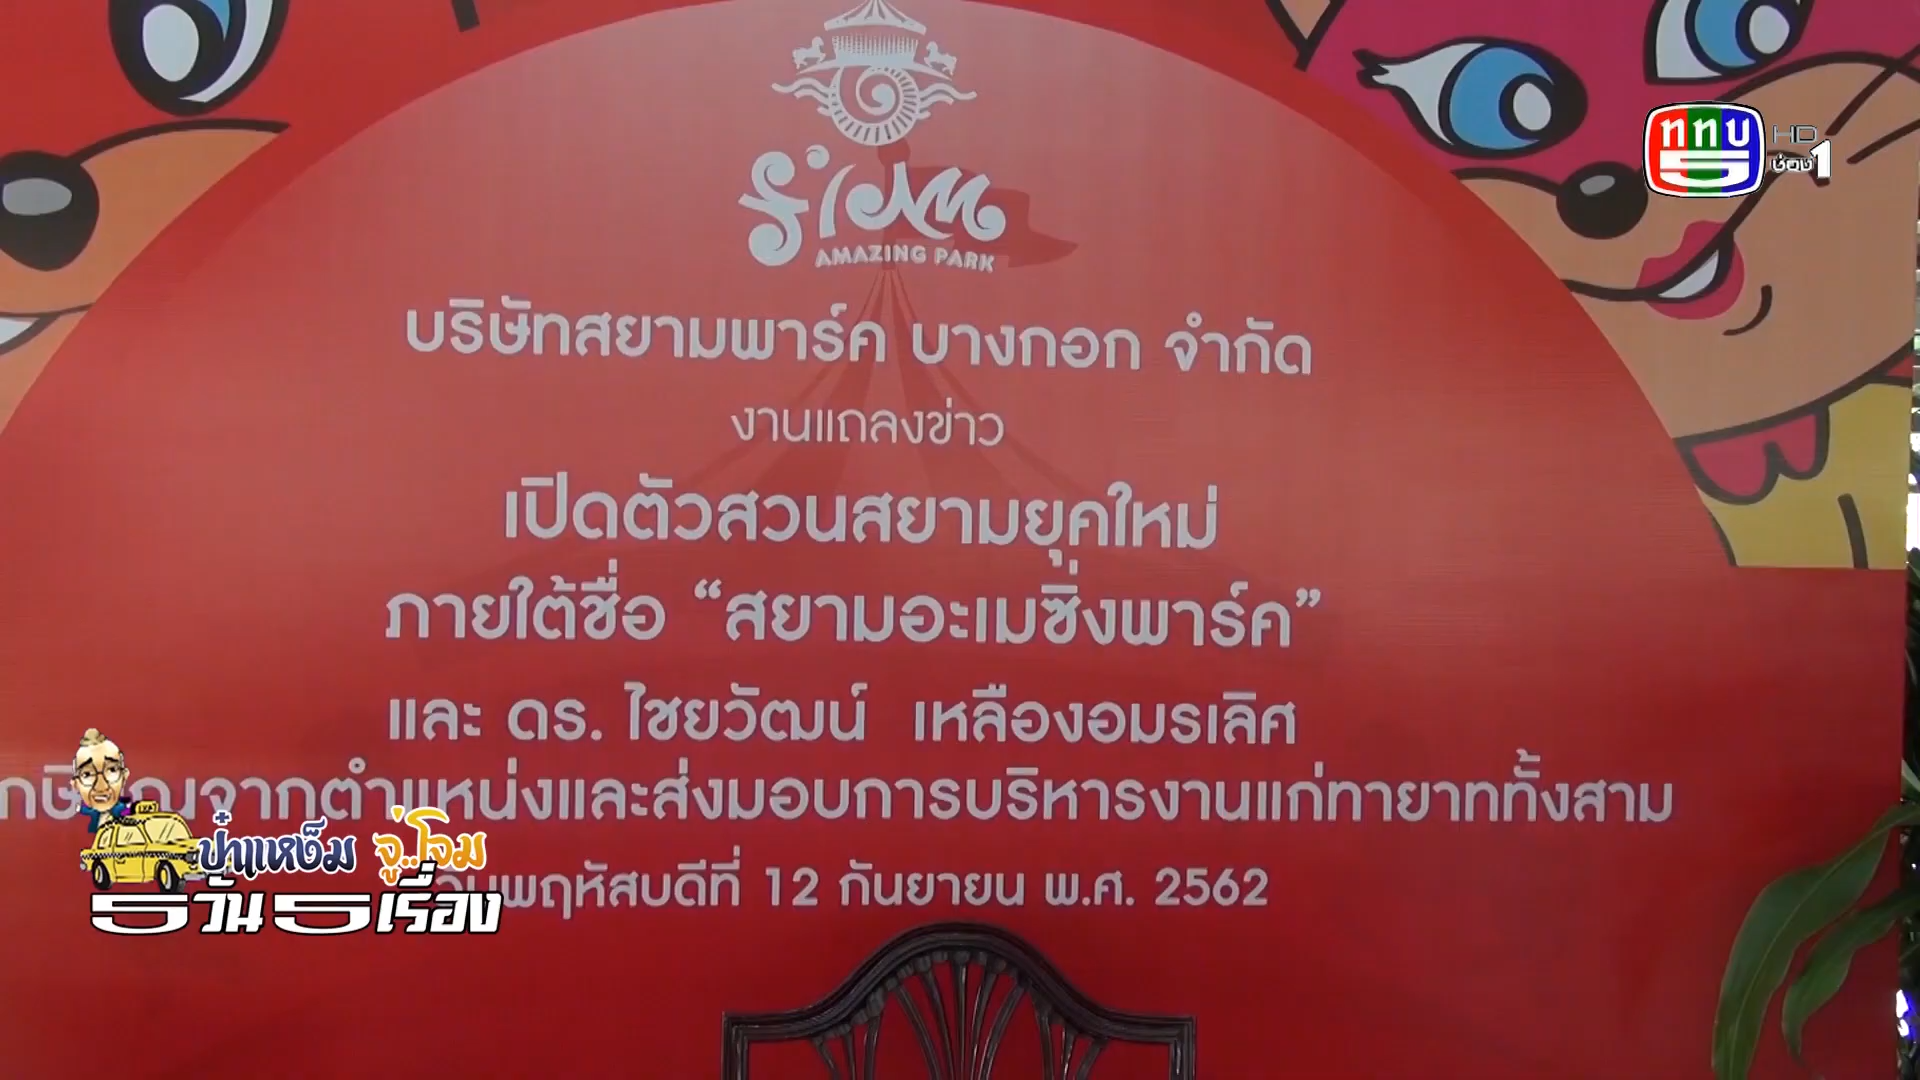 ททบ 5 HD
ช่อง 1
Siam
AMAZING PARK
บริษัทสยามพาร์ค บางกอก จำกัด
งานแถลงข่าว
เปิดตัวสวนสยามยุคใหม่
ภายใต้ชื่อ “สยามอะเมซิ่งพาร์ค”
และ ดร. ไชยวัฒน์ เหลืองอมรเลิศ
จากตำแหน่งและส่งมอบการบริหารงานแก่ทายาททั้งสาม
วันพฤหัสบดีที่ 12 กันยายน พ.ศ. 2562
ป๋าแหง็ม จู่..โจม
5 วัน 5 เรื่อง